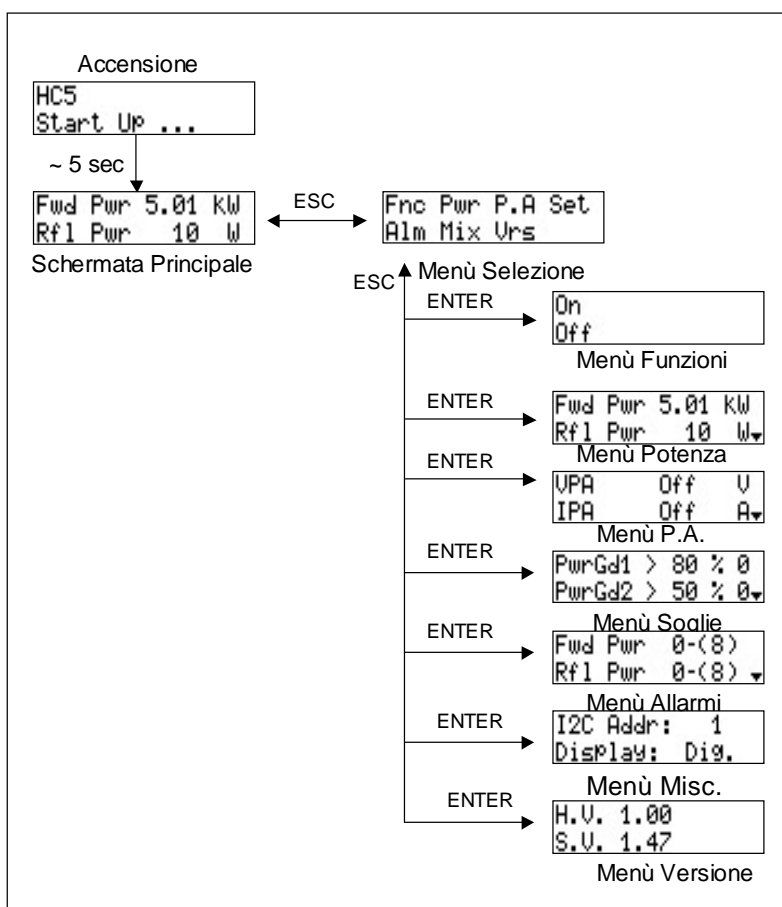 Accensione
HC5
Start Up ...
~ 5 sec
Fwd Pwr 5.01 KW
Rfl Pwr 10 W
Schermata Principale
ESC
Fnc Pwr P.A Set
Alm Mix Vrs
Menù Selezione
ESC
ENTER
On
Off
Menù Funzioni
ENTER
Fwd Pwr 5.01 KW
Rfl Pwr 10 W
Menù Potenza
ENTER
VPA Off V
IPA Off A
Menù P.A.
ENTER
PwrGd1 > 80 % 0
PwrGd2 > 50 % 0
Menù Soglie
ENTER
Fwd Pwr 0-(8)
Rfl Pwr 0-(8)
Menù Allarmi
ENTER
I2C Addr: 1
Display: Dig.
Menù Misc.
ENTER
H.V. 1.00
S.V. 1.47
Menù Versione